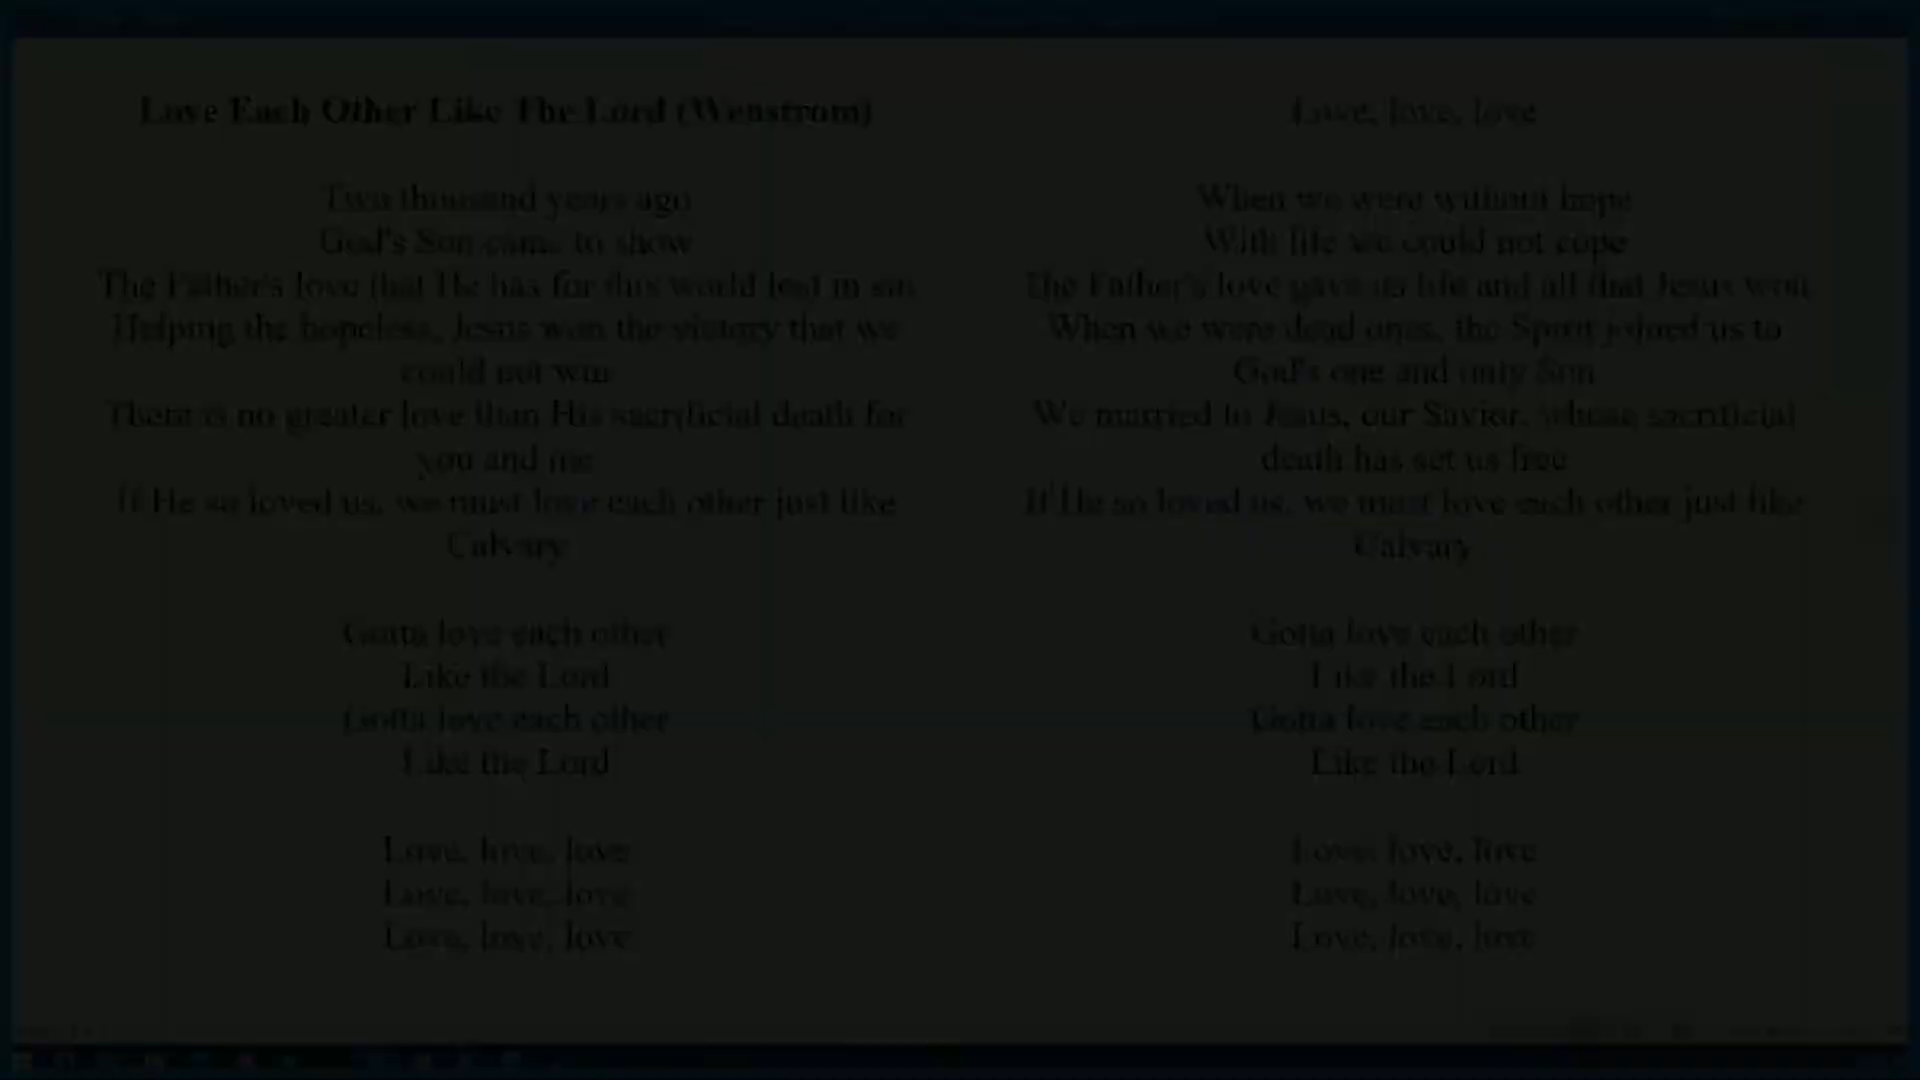 Love Each Other Like The Lord (Wenstrom)
Two thousand years ago
God's Son came to show
The Father's love that He has for this world lost in sin
Helping the hopeless, Jesus won the victory that we
could not win
There is no greater love than His sacrificial death for
you and me
If He so loved us, we must love each other just like
Calvary
Gotta love each other
Like the Lord
Gotta love each other
Like the Lord
Love, love, love
Love, love, love
Love, love, love
Love, love, love
When we were without hope
With life we could not cope
The Father's love gave us life and all that Jesus won
When we were dead ones, the Spirit joined us to
God's one and only Son
We married to Jesus, our Savior, whose sacrificial
death has set us free
If He so loved us, we must love each other just like
Calvary
Gotta love each other
Like the Lord
Gotta love each other
Like the Lord
Love, love, love
Love, love, love
Love, love, love